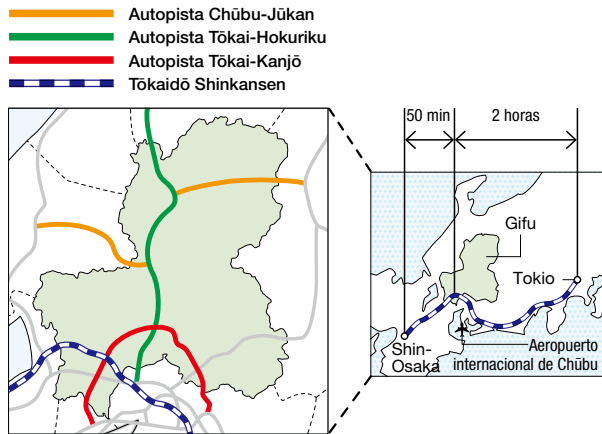 Autopista Chūbu-Jūkan
Autopista Tōkai-Hokuriku
Autopista Tōkai-Kanjō
Tōkaidō Shinkansen
50 min
2 horas
Gifu
Tokio
Shin-
Osaka
Aeropuerto
internacional de Chūbu